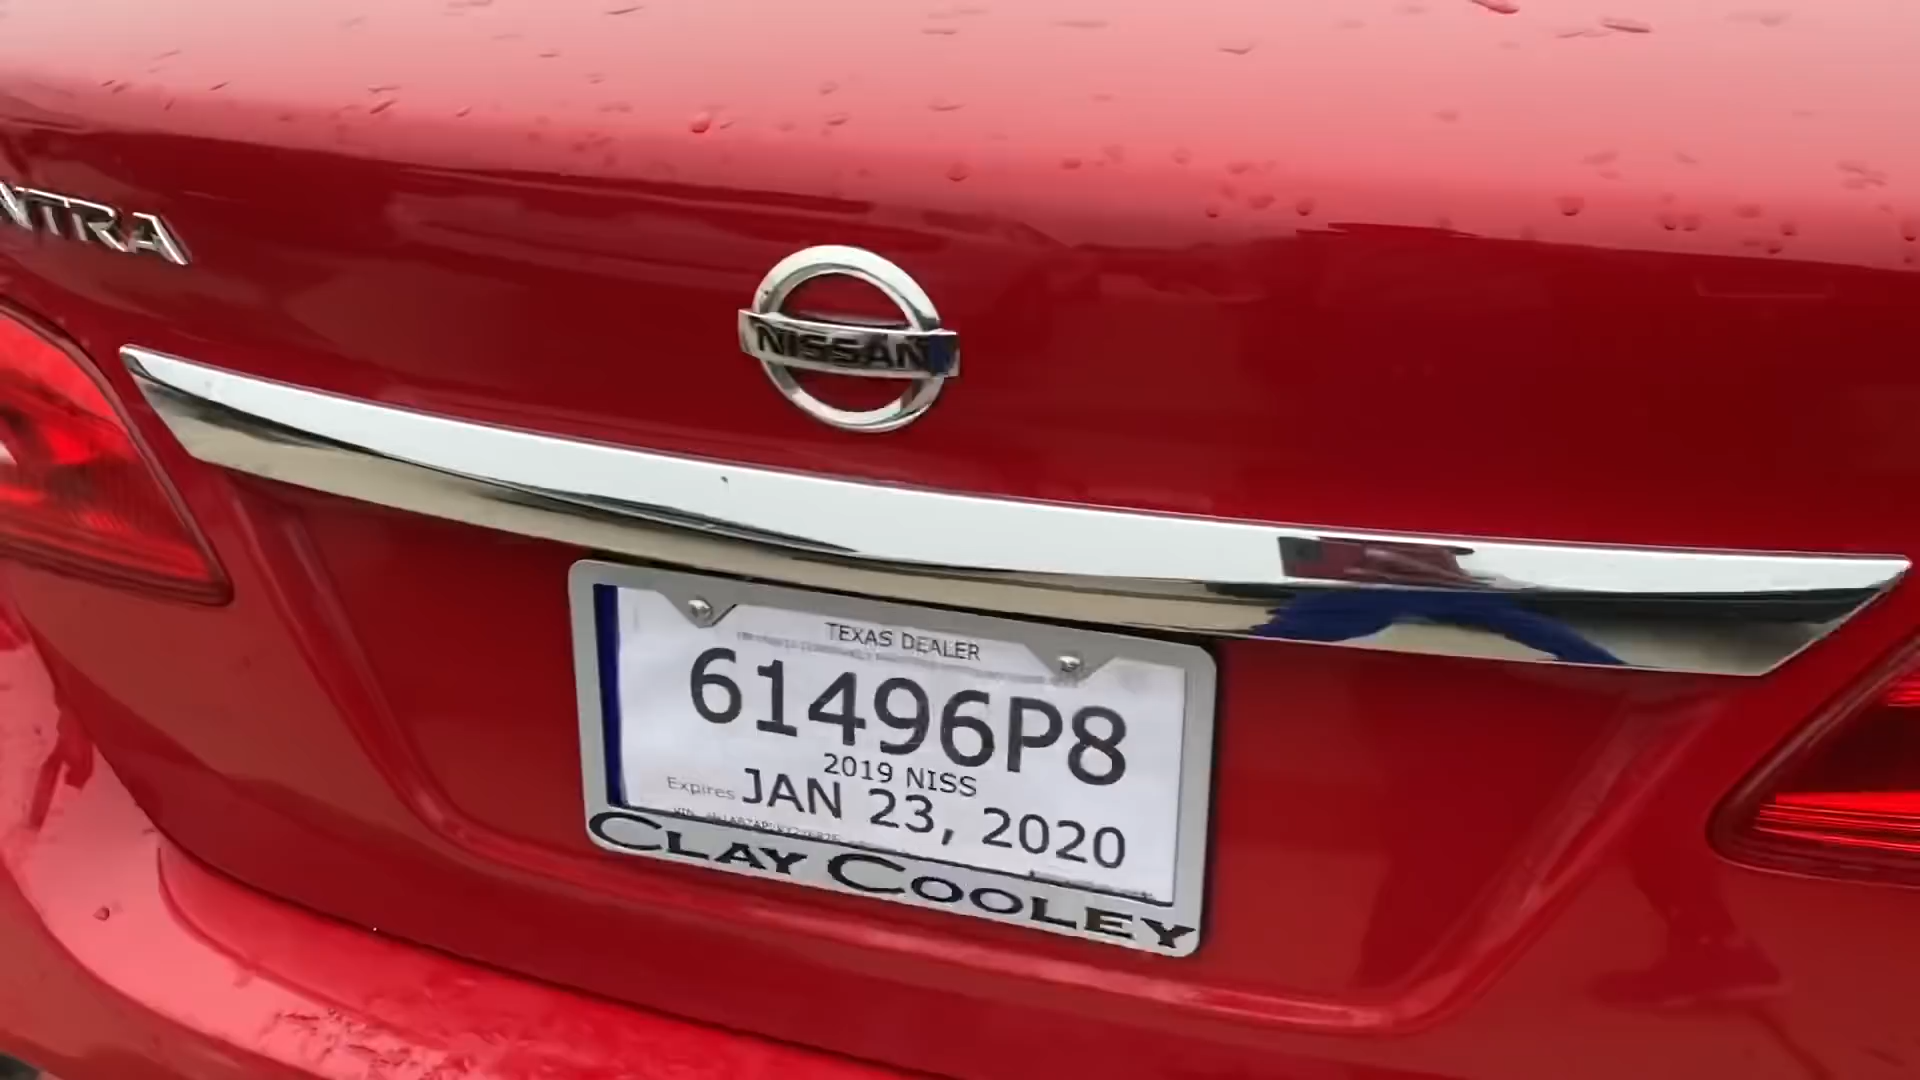 NTRA
NISSAN
TEXAS DEALER
61496P8
2019 NISS
Expires JAN 23, 2020
CLAY COOLEY